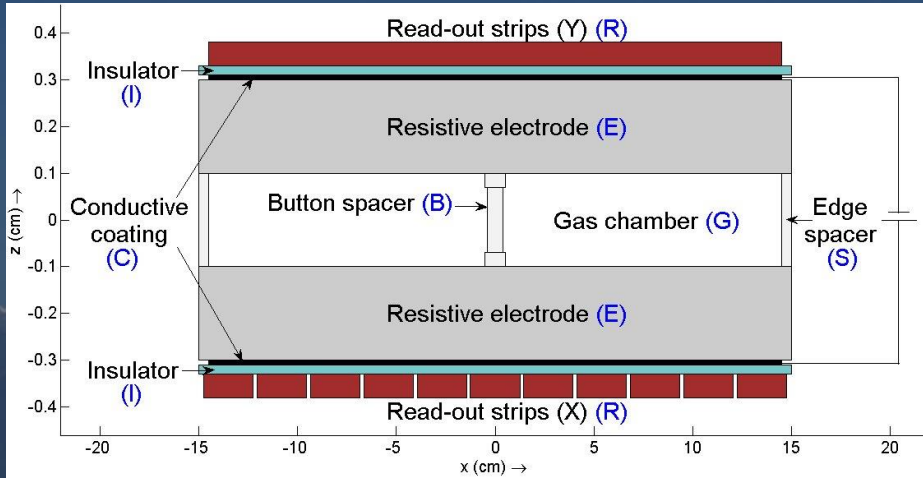 Read-out strips (Y) (R)
Insulator
(I)
Resistive electrode (E)
Button spacer (B)
Gas chamber (G)
Edge
spacer
(S)
Conductive
coating
(C)
Resistive electrode (E)
Insulator
(I)
Read-out strips (X) (R)
z (cm) →
0.4
0.3
0.2
0.1
0
-0.1
-0.2
-0.3
-0.4
-20 -15 -10 -5 0 5 10 15 20
x (cm) →